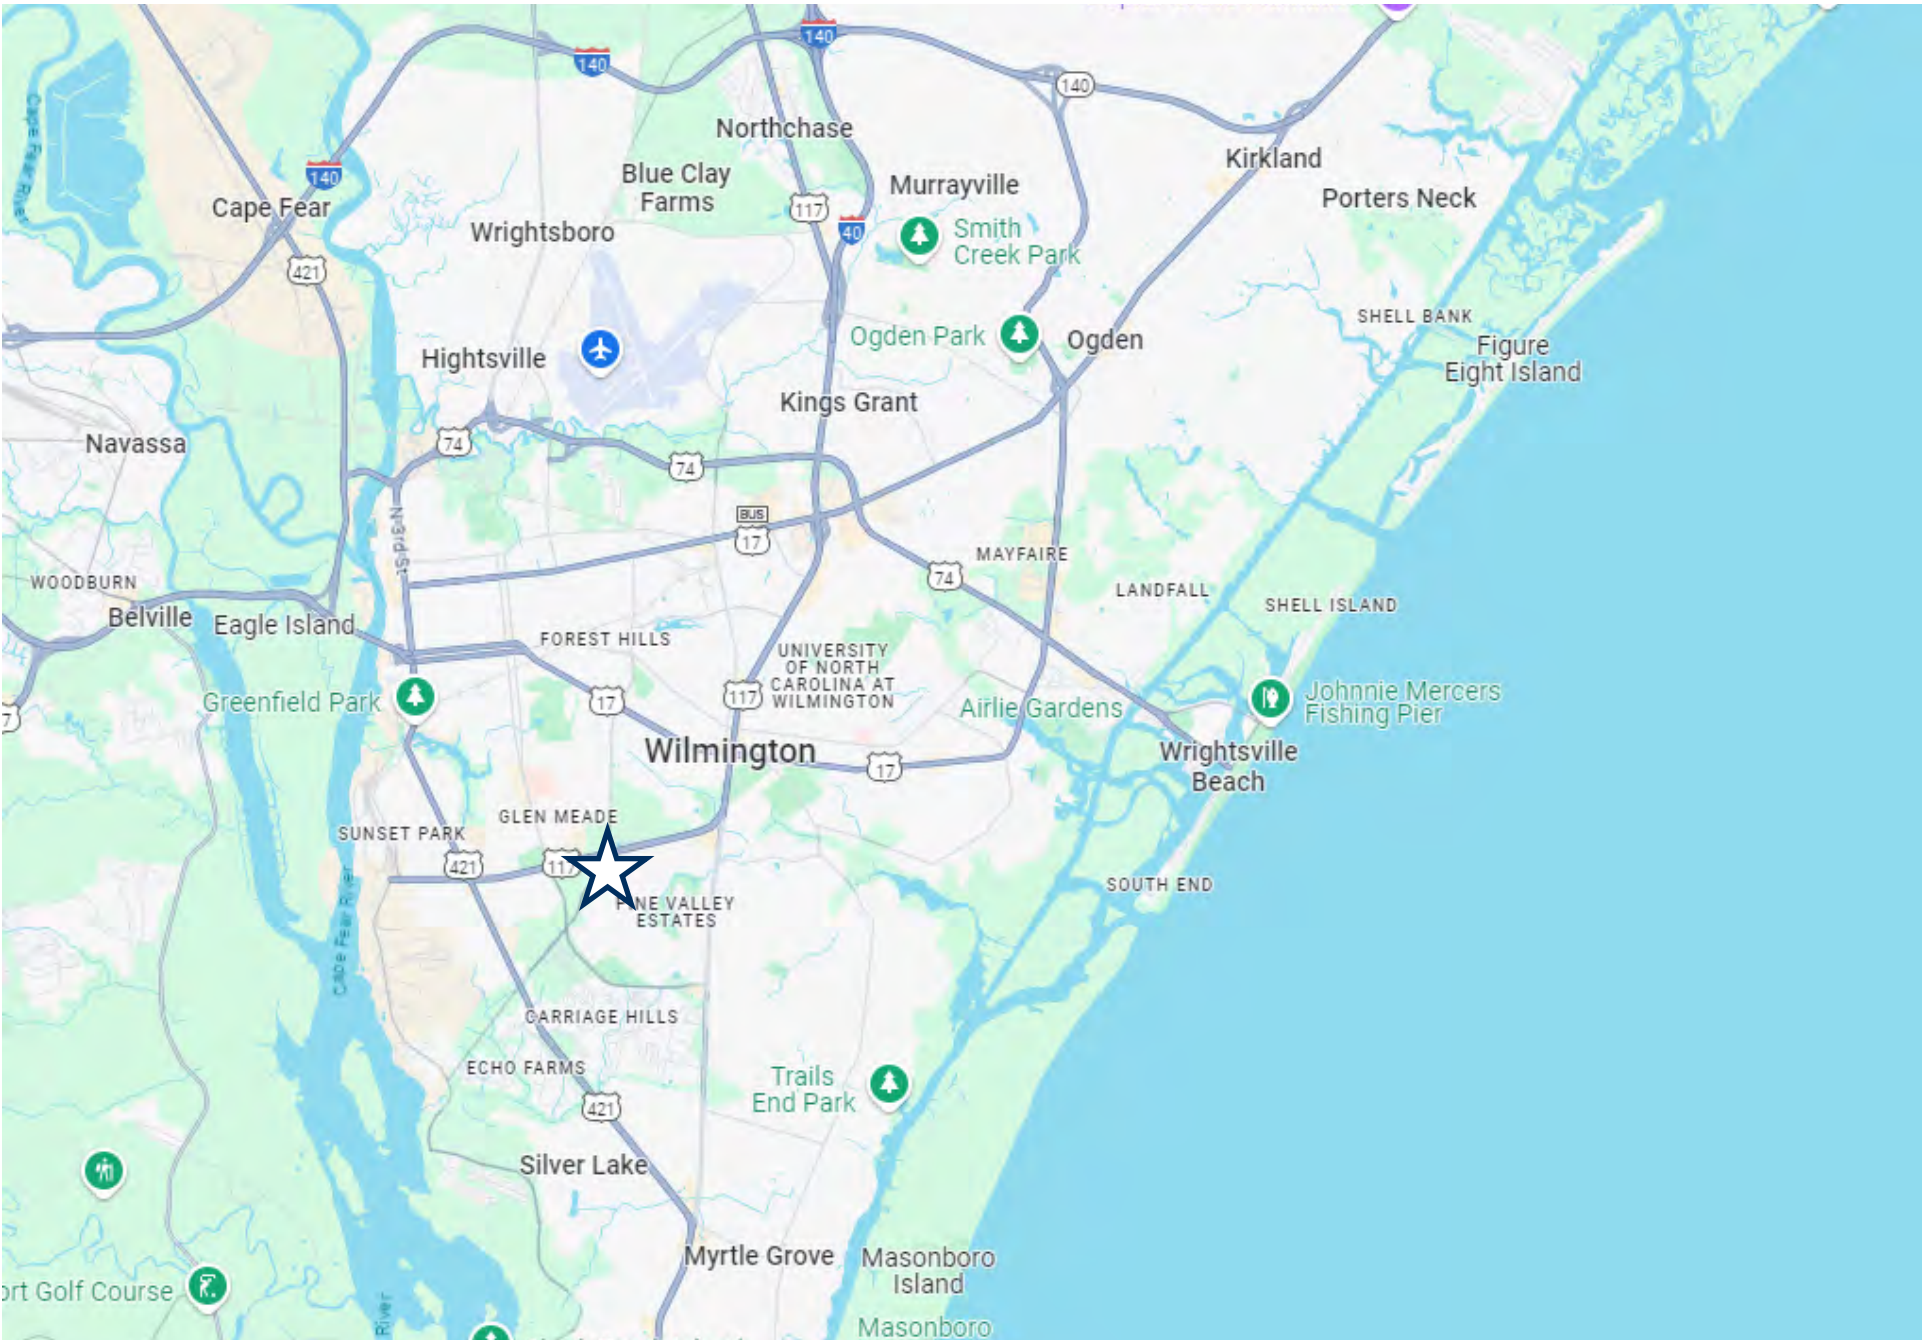 140
140
140
Cape Fear River
Northchase
Kirkland
Blue Clay
Farms
Murrayville
140
Porters Neck
Cape Fear
117
Smith
Creek Park
40
Wrightsboro
421
SHELL BANK
Ogden Park
Ogden
Figure
Eight Island
Hightsville
Kings Grant
Navassa
74
74
N 3rd St
BUS
17
MAYFAIRE
74
WOODBURN
LANDFALL
SHELL ISLAND
Belville
Eagle Island
FOREST HILLS
UNIVERSITY
OF NORTH
CAROLINA AT
WILMINGTON
Greenfield Park
17
117
Airlie Gardens
Johnnie Mercers
Fishing Pier
7
Wilmington
17
Wrightsville
Beach
GLEN MEADE
SUNSET PARK
421
117
SOUTH END
PINE VALLEY
ESTATES
Cape Fear River
CARRIAGE HILLS
ECHO FARMS
Trails
End Park
421
Silver Lake
Myrtle Grove
Masonboro
Island
ort Golf Course
River
Masonboro